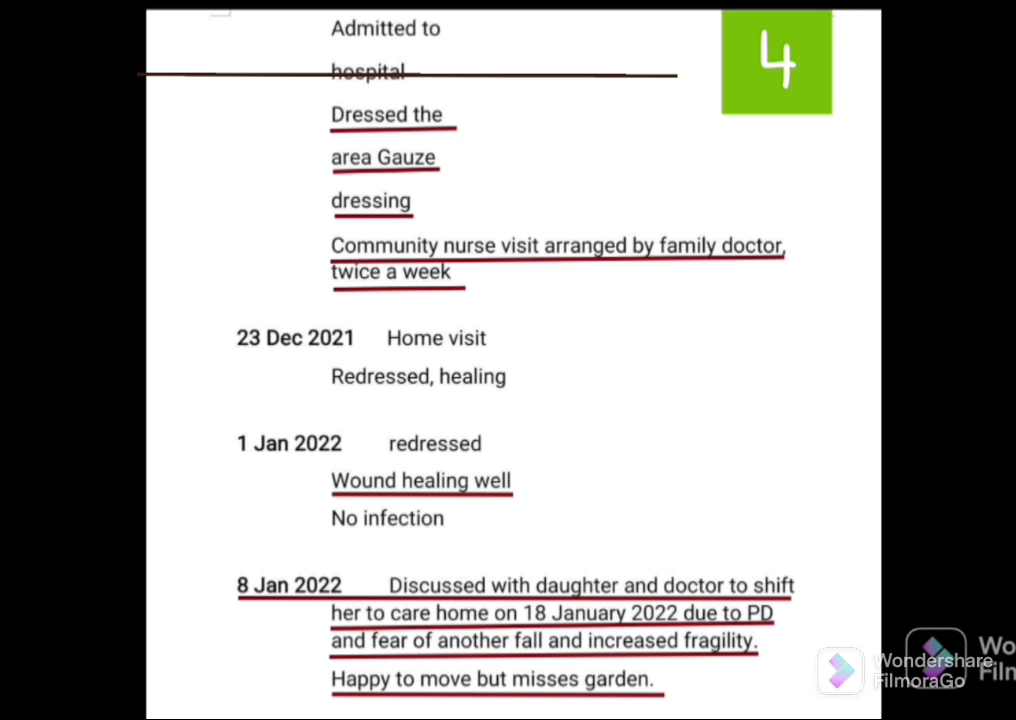 Admitted to
4
hospital
Dressed the
area Gauze
dressing
Community nurse visit arranged by family doctor,
twice a week
23 Dec 2021 Home visit
Redressed, healing
1 Jan 2022 redressed
Wound healing well
No infection
8 Jan 2022 Discussed with daughter and doctor to shift
her to care home on 18 January 2022 due to PD
and fear of another fall and increased fragility.
Happy to move but misses garden.
Wondershare
FilmoraGo
Wo
Film